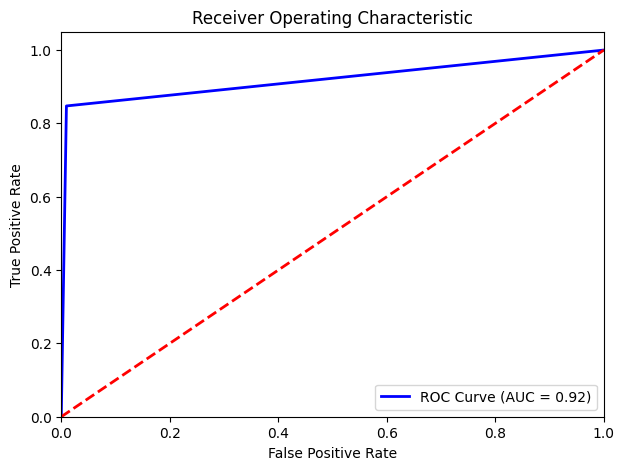 Receiver Operating Characteristic
True Positive Rate
1.0
0.8
0.6
0.4
0.2
0.0
0.0 0.2 0.4 0.6 0.8 1.0
False Positive Rate
ROC Curve (AUC = 0.92)